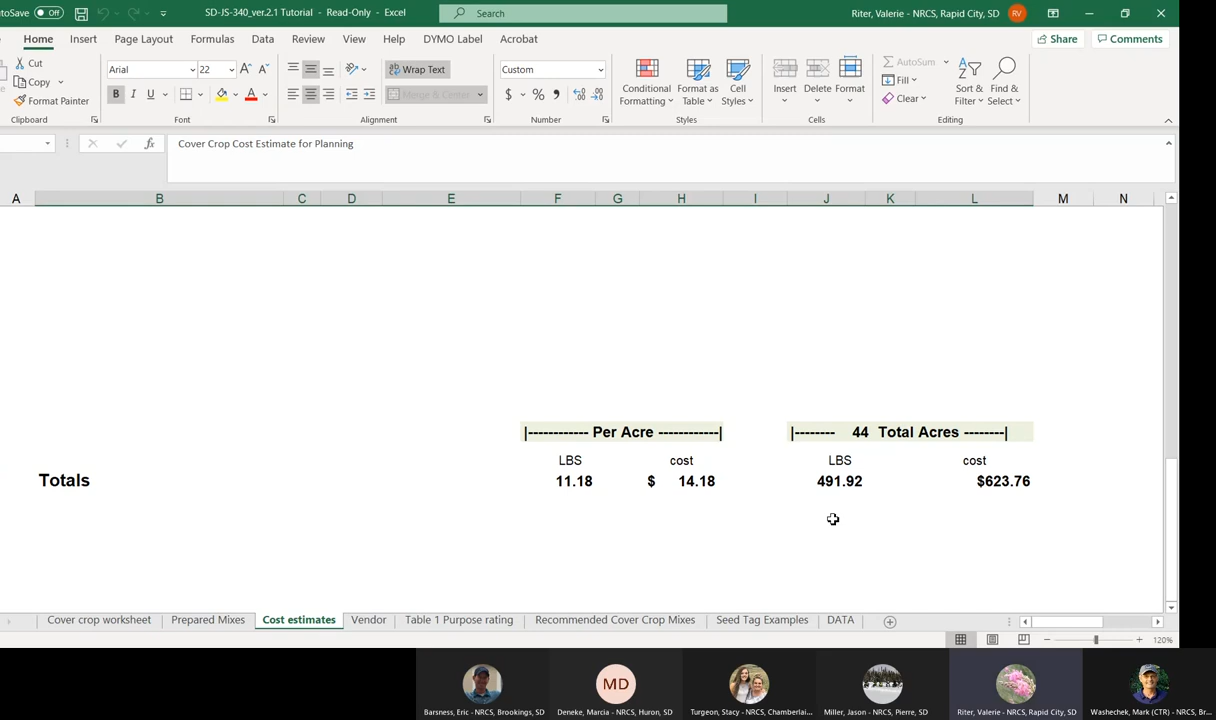 AutoSave Off SD-JS-340_ver.2.1 Tutorial - Read-Only - Excel Search Riter, Valerie - NRCS, Rapid City, SD RV
Home Insert Page Layout Formulas Data Review View Help DYMO Label Acrobat Share Comments
Cut
Copy
Format Painter
Clipboard
Arial 22
B I U
Font
Wrap Text
Merge & Center
Alignment
Custom
$ % ,
Number
Conditional Formatting
Format as Table
Cell Styles
Styles
Insert Delete Format
Cells
AutoSum
Fill
Clear
Sort & Filter
Find & Select
Editing
fx Cover Crop Cost Estimate for Planning
A B C D E F G H I J K L M N
|------------ Per Acre ------------| |-------- 44 Total Acres --------|
LBS cost LBS cost
Totals 11.18 $ 14.18 491.92 $623.76
Cover crop worksheet Prepared Mixes Cost estimates Vendor Table 1 Purpose rating Recommended Cover Crop Mixes Seed Tag Examples DATA
120%
MD
Barsness, Eric - NRCS, Brookings, SD Deneke, Marcia - NRCS, Huron, SD Turgeon, Stacy - NRCS, Chamberlai... Miller, Jason - NRCS, Pierre, SD Riter, Valerie - NRCS, Rapid City, SD Washechek, Mark (CTR) - NRCS, Br...